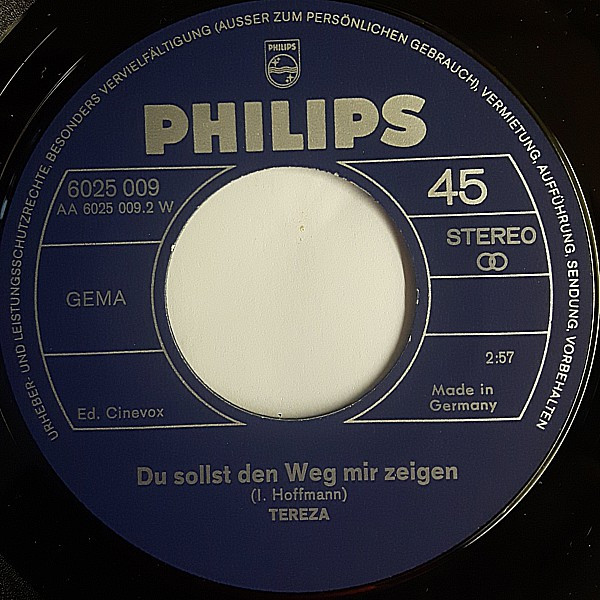 URHEBER- UND LEISTUNGSSCHUTZRECHTE, BESONDERS VERVIELFÄLTIGUNG (AUSSER ZUM PERSÖNLICHEN GEBRAUCH), VERMIETUNG, AUFFÜHRUNG, SENDUNG, VORBEHALTEN
PHILIPS
PHILIPS
6025 009
AA 6025 009.2 W
45
STEREO
GEMA
2:57
Ed. Cinevox
Made in
Germany
Du sollst den Weg mir zeigen
(I. Hoffmann)
TEREZA